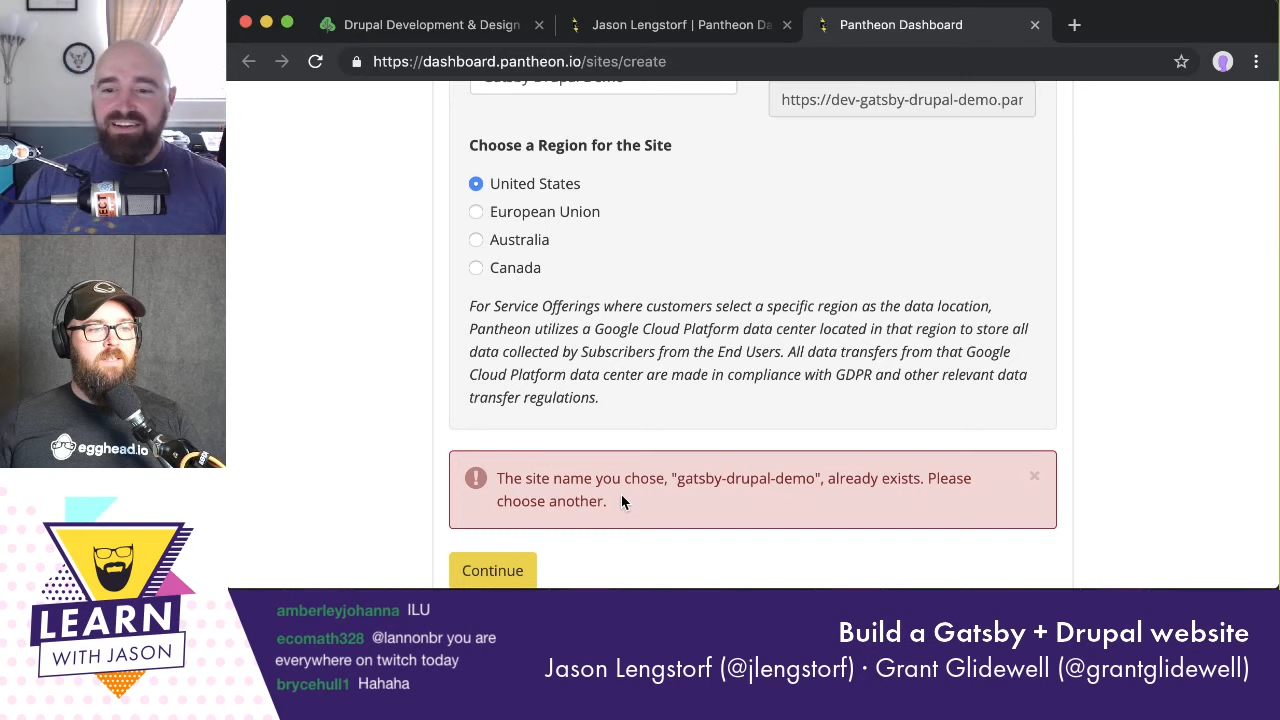 Drupal Development & Design
Jason Lengstorf | Pantheon Da
Pantheon Dashboard
https://dashboard.pantheon.io/sites/create
Gatsby Drupal Demo
https://dev-gatsby-drupal-demo.par
Choose a Region for the Site
United States
European Union
Australia
Canada
For Service Offerings where customers select a specific region as the data location,
Pantheon utilizes a Google Cloud Platform data center located in that region to store all
data collected by Subscribers from the End Users. All data transfers from that Google
Cloud Platform data center are made in compliance with GDPR and other relevant data
transfer regulations.
The site name you chose, "gatsby-drupal-demo", already exists. Please
choose another.
Continue
egghead.io
LEARN
WITH JASON
amberleyjohanna ILU
ecomath328 @lannonbr you are
everywhere on twitch today
brycehull1 Hahaha
Build a Gatsby + Drupal website
Jason Lengstorf (@jlengstorf) · Grant Glidewell (@grantglidewell)